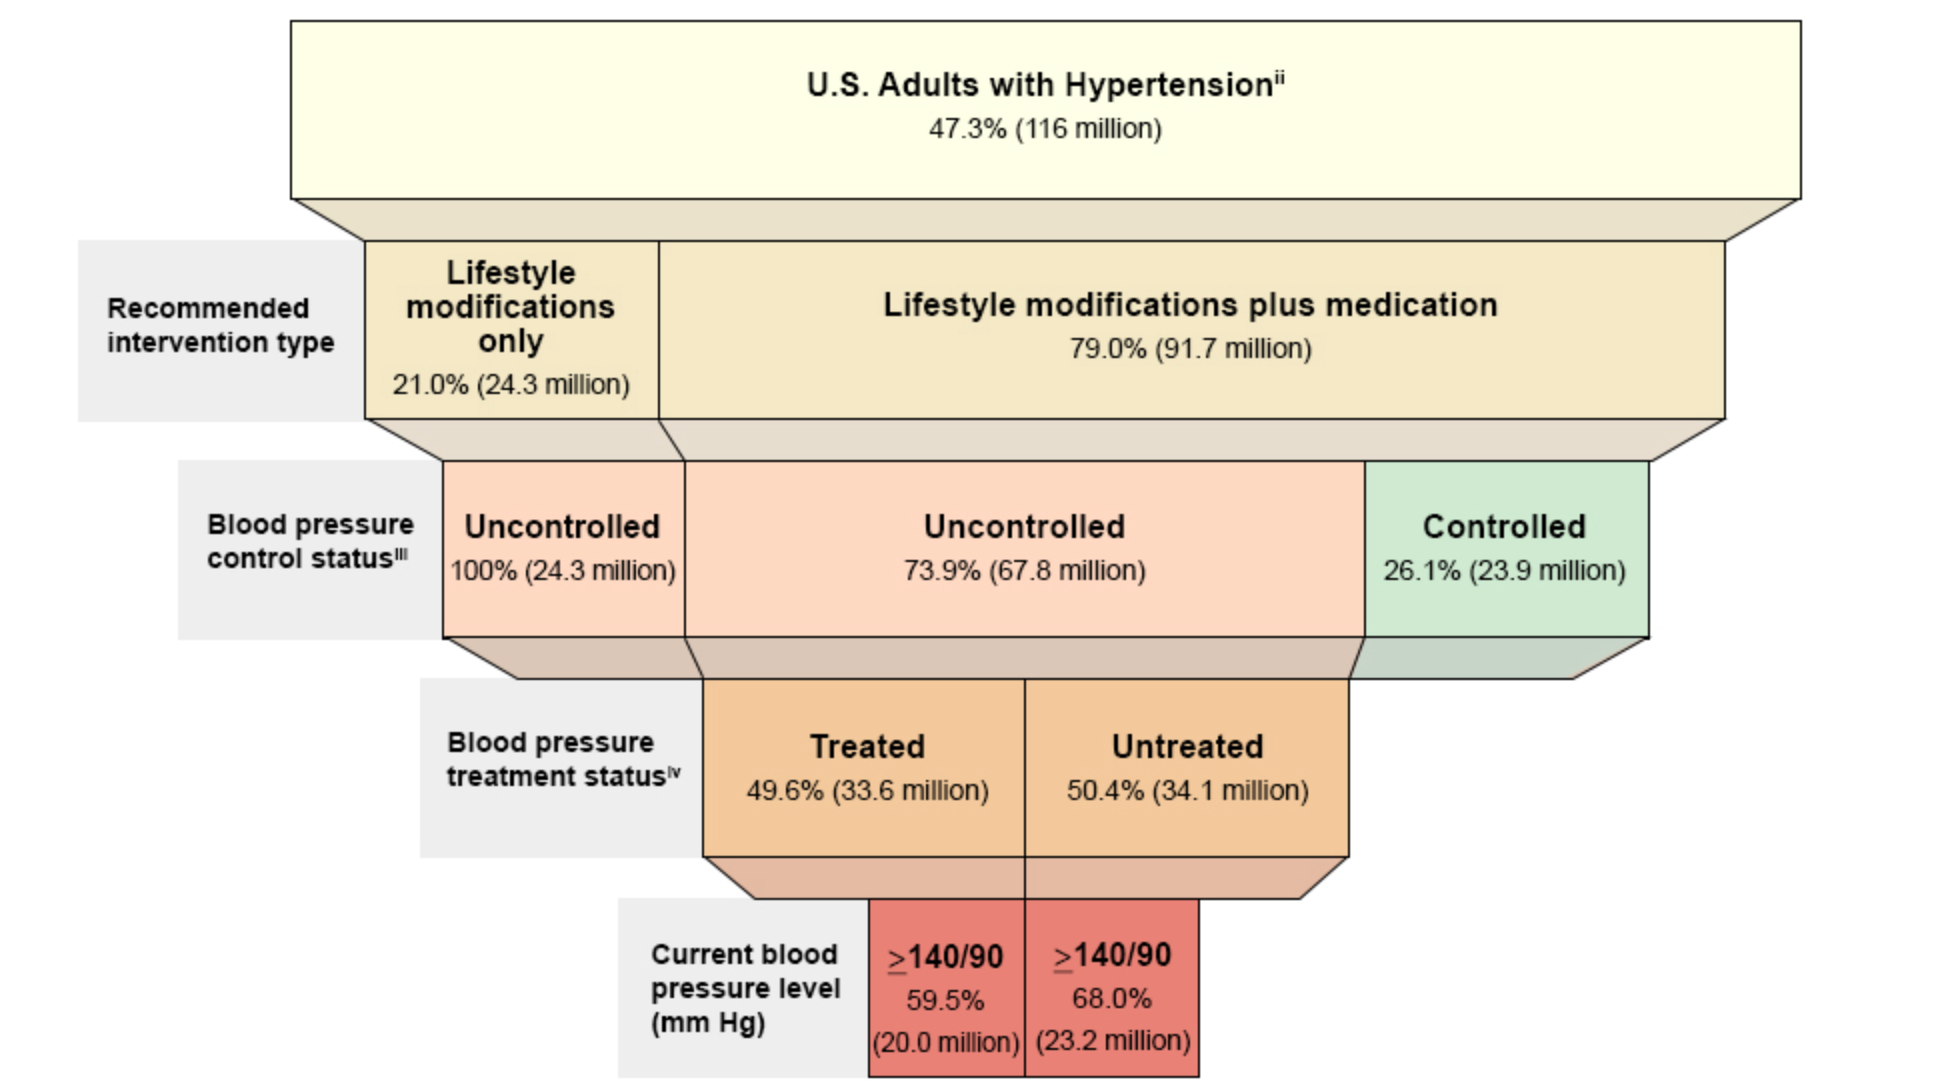 U.S. Adults with Hypertensionⁱⁱ
47.3% (116 million)
Recommended
intervention type
Lifestyle
modifications
only
21.0% (24.3 million)
Lifestyle modifications plus medication
79.0% (91.7 million)
Blood pressure
control statusⁱⁱⁱ
Uncontrolled
100% (24.3 million)
Uncontrolled
73.9% (67.8 million)
Controlled
26.1% (23.9 million)
Blood pressure
treatment statusⁱᵛ
Treated
49.6% (33.6 million)
Untreated
50.4% (34.1 million)
Current blood
pressure level
(mm Hg)
≥140/90
59.5%
(20.0 million)
≥140/90
68.0%
(23.2 million)